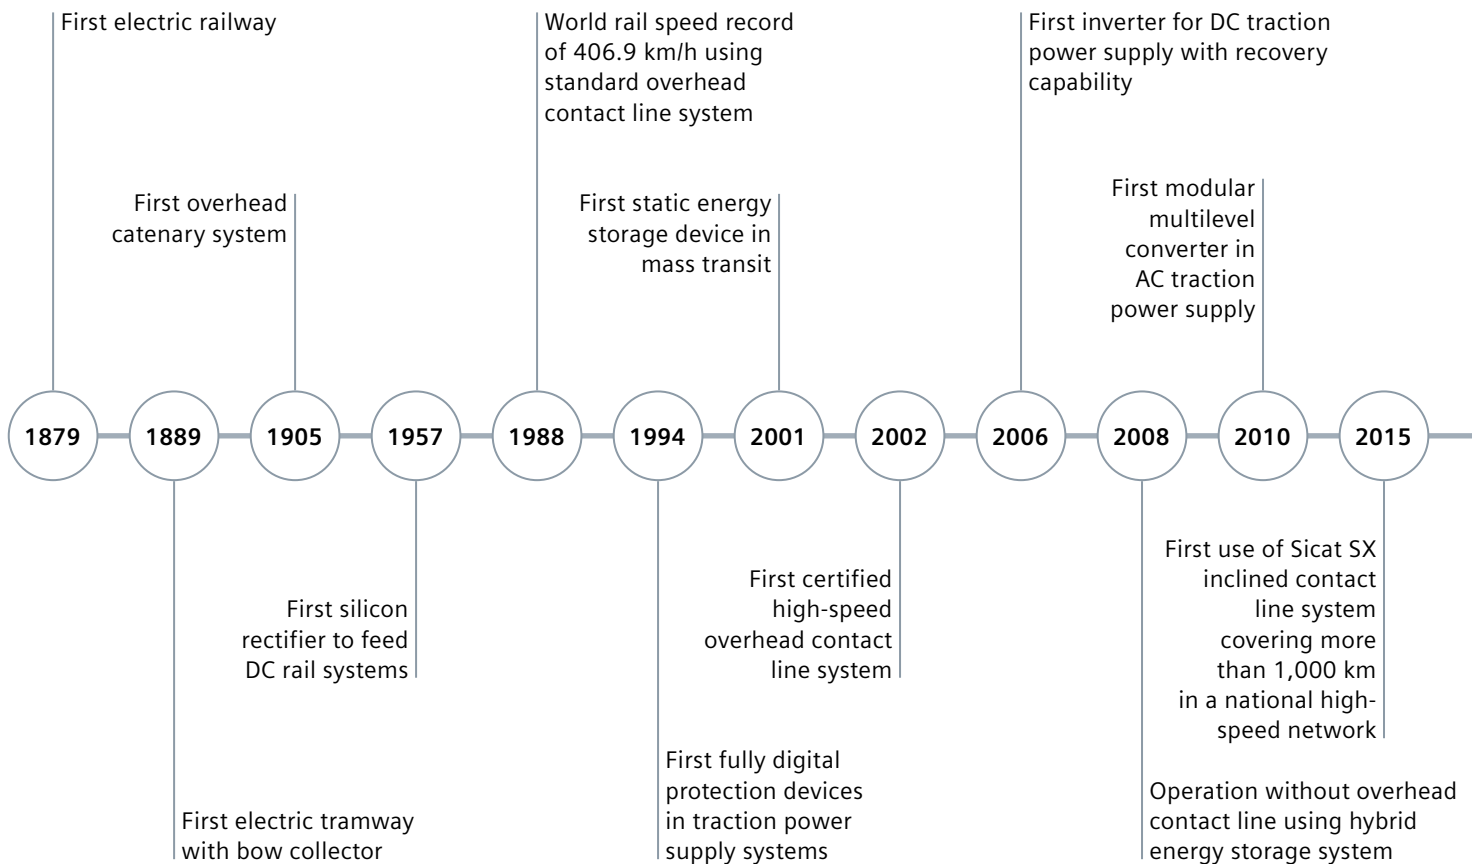 First electric railway
World rail speed record
of 406.9 km/h using
standard overhead
contact line system
First inverter for DC traction
power supply with recovery
capability
First overhead
catenary system
First static energy
storage device in
mass transit
First modular
multilevel
converter in
AC traction
power supply
1879
1889
1905
1957
1988
1994
2001
2002
2006
2008
2010
2015
First silicon
rectifier to feed
DC rail systems
First certified
high-speed
overhead contact
line system
First use of Sicat SX
inclined contact
line system
covering more
than 1,000 km
in a national high-
speed network
First electric tramway
with bow collector
First fully digital
protection devices
in traction power
supply systems
Operation without overhead
contact line using hybrid
energy storage system